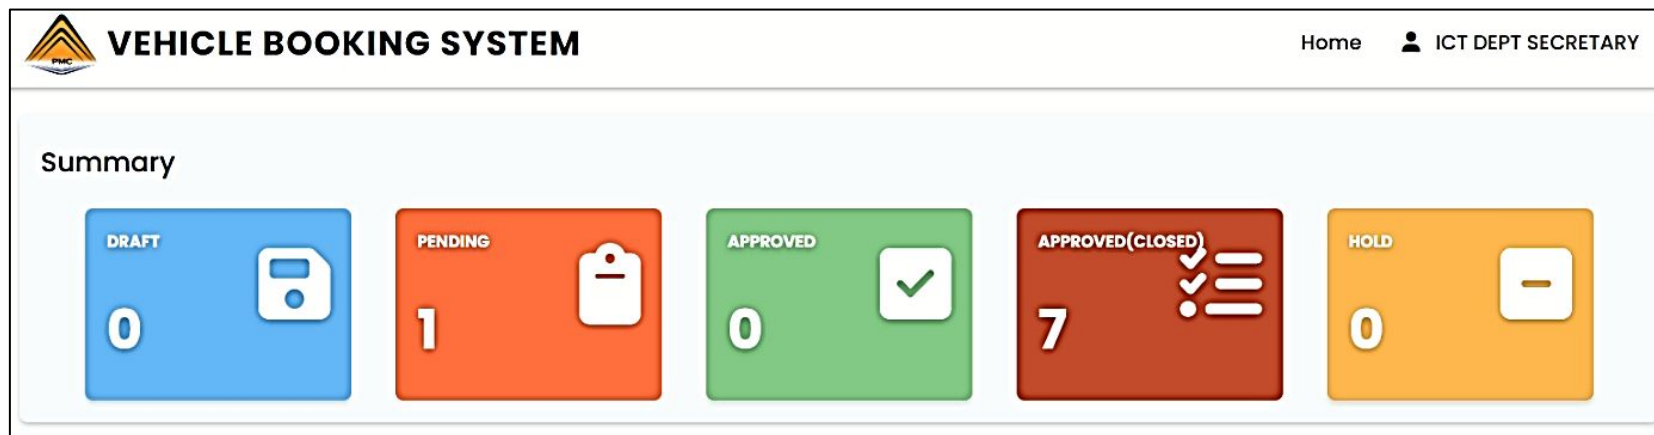 PMC
VEHICLE BOOKING SYSTEM
Home
ICT DEPT SECRETARY
Summary
DRAFT
0
PENDING
1
APPROVED
0
APPROVED(CLOSED)
7
HOLD
0